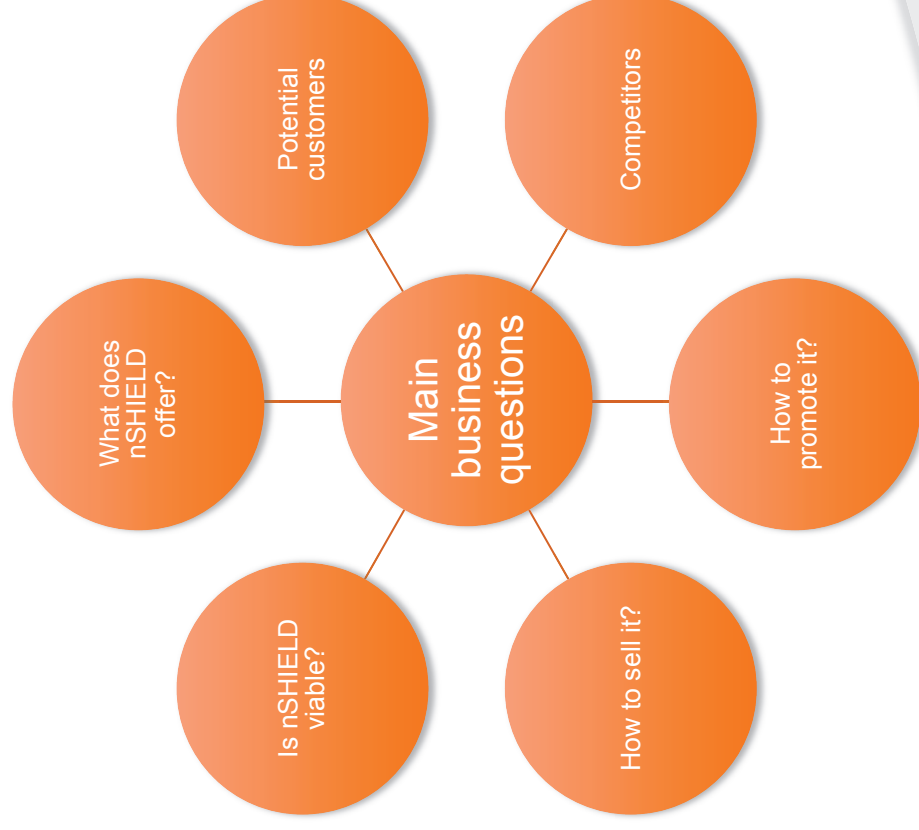 Main
business
questions
What does
nSHIELD
offer?
Potential
customers
Competitors
How to
promote it?
How to sell it?
Is nSHIELD
viable?